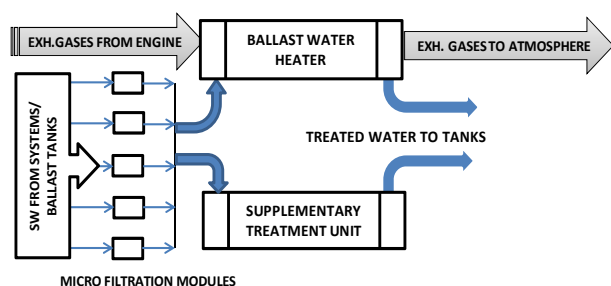 EXH.GASES FROM ENGINE
BALLAST WATER
HEATER
EXH. GASES TO ATMOSPHERE
SW FROM SYSTEMS/
BALLAST TANKS
TREATED WATER TO TANKS
SUPPLEMENTARY
TREATMENT UNIT
MICRO FILTRATION MODULES